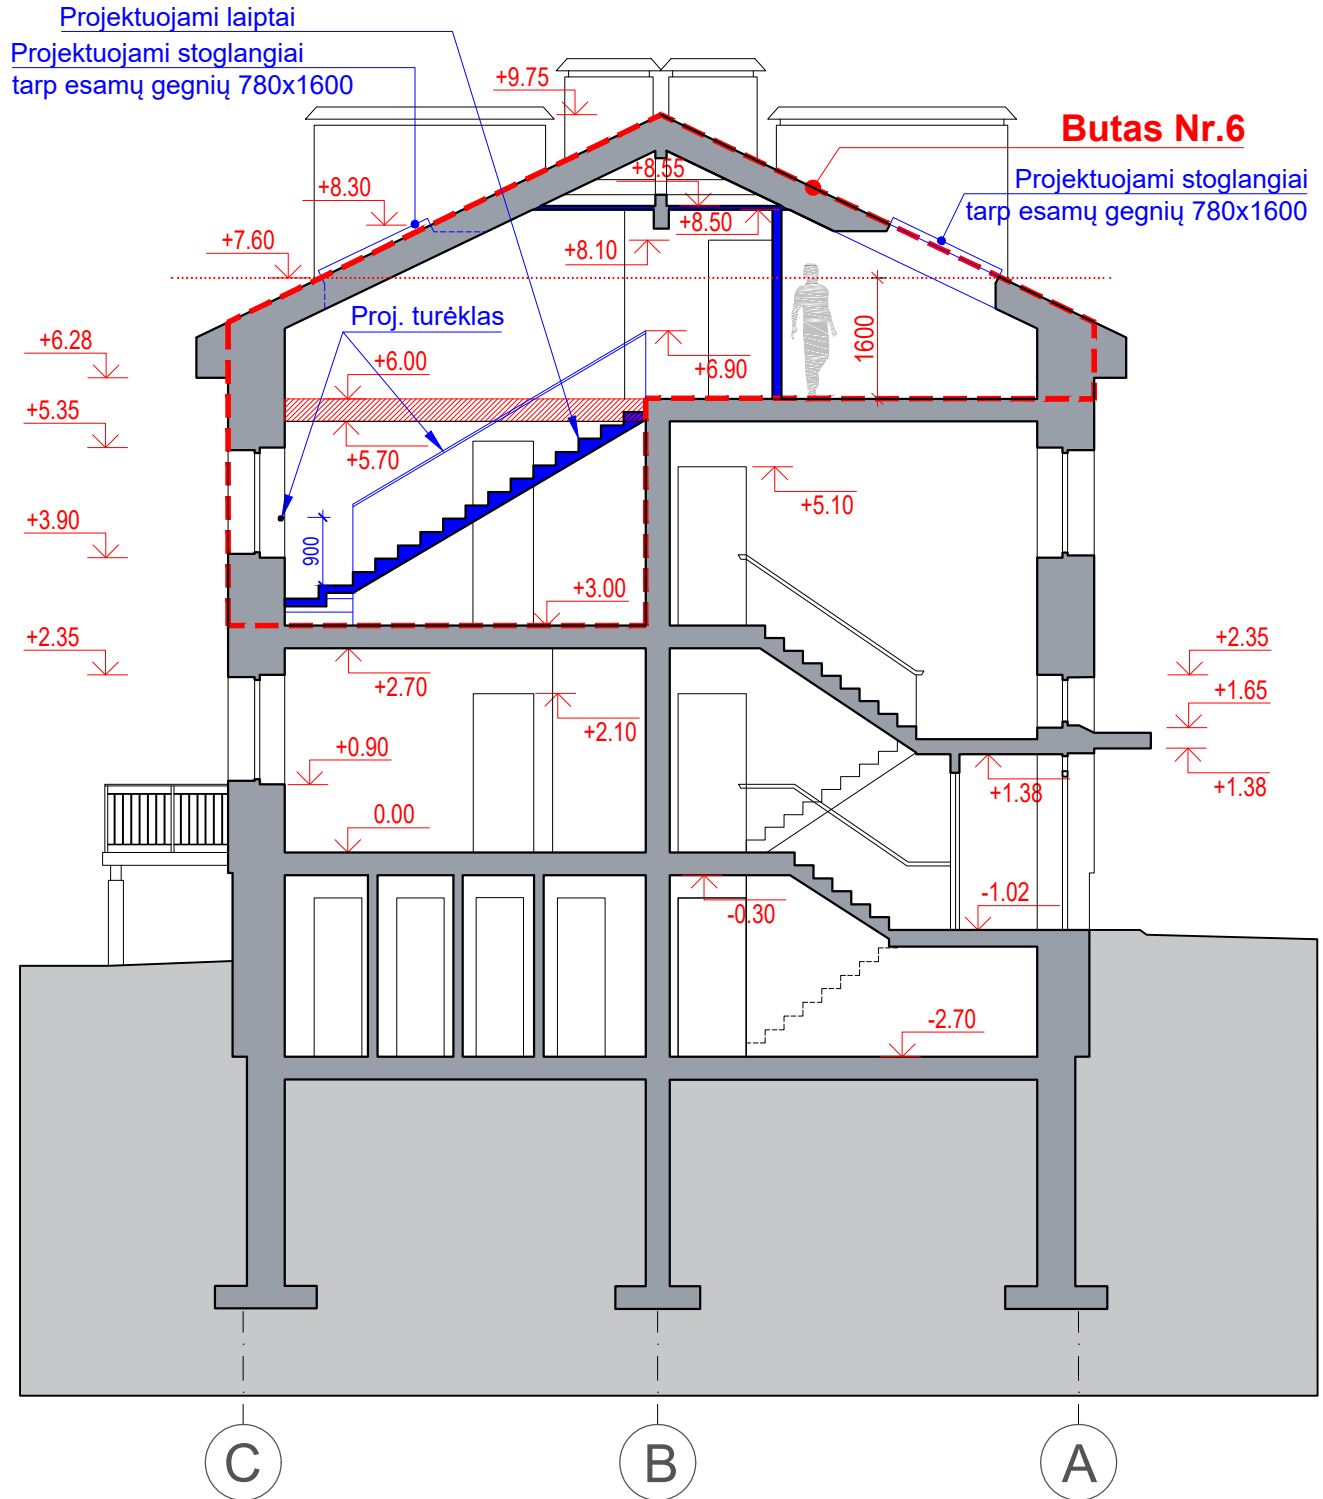 Projektuojami laiptai
Projektuojami stoglangiai
tarp esamų gegnių 780x1600
+9.75
Butas Nr.6
Projektuojami stoglangiai
tarp esamų gegnių 780x1600
+8.30
+8.55
+8.50
+7.60
+8.10
Proj. turėklas
1600
+6.28
+6.00
+6.90
+5.35
+5.70
+5.10
+3.90
900
+3.00
+2.35
+2.70
+2.35
+1.65
+2.10
+0.90
+1.38
+1.38
0.00
-0.30
-1.02
-2.70
C
B
A